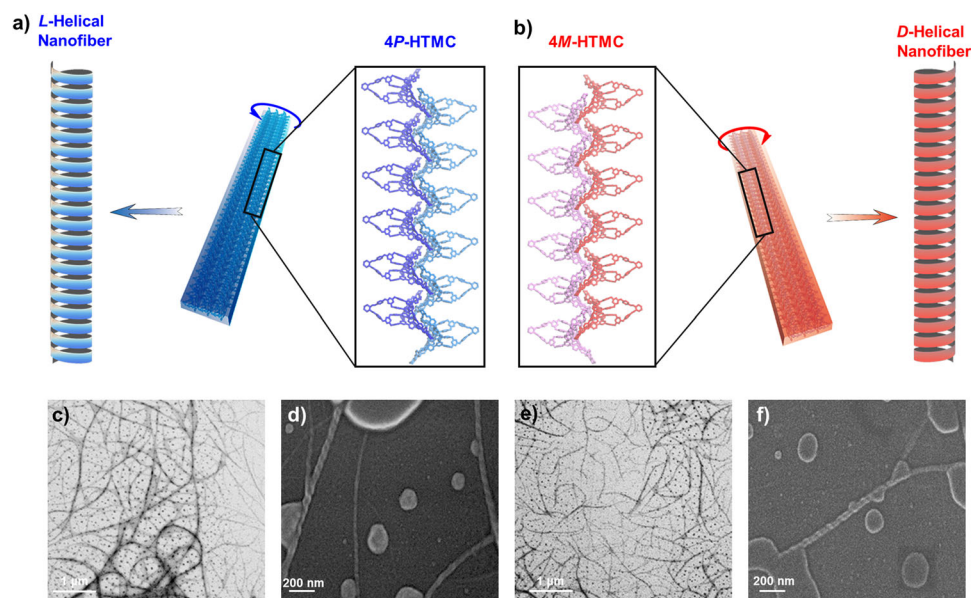 a)
L-Helical
Nanofiber
4P-HTMC
b)
4M-HTMC
D-Helical
Nanofiber
c)
1 μm
d)
200 nm
e)
1 μm
f)
200 nm